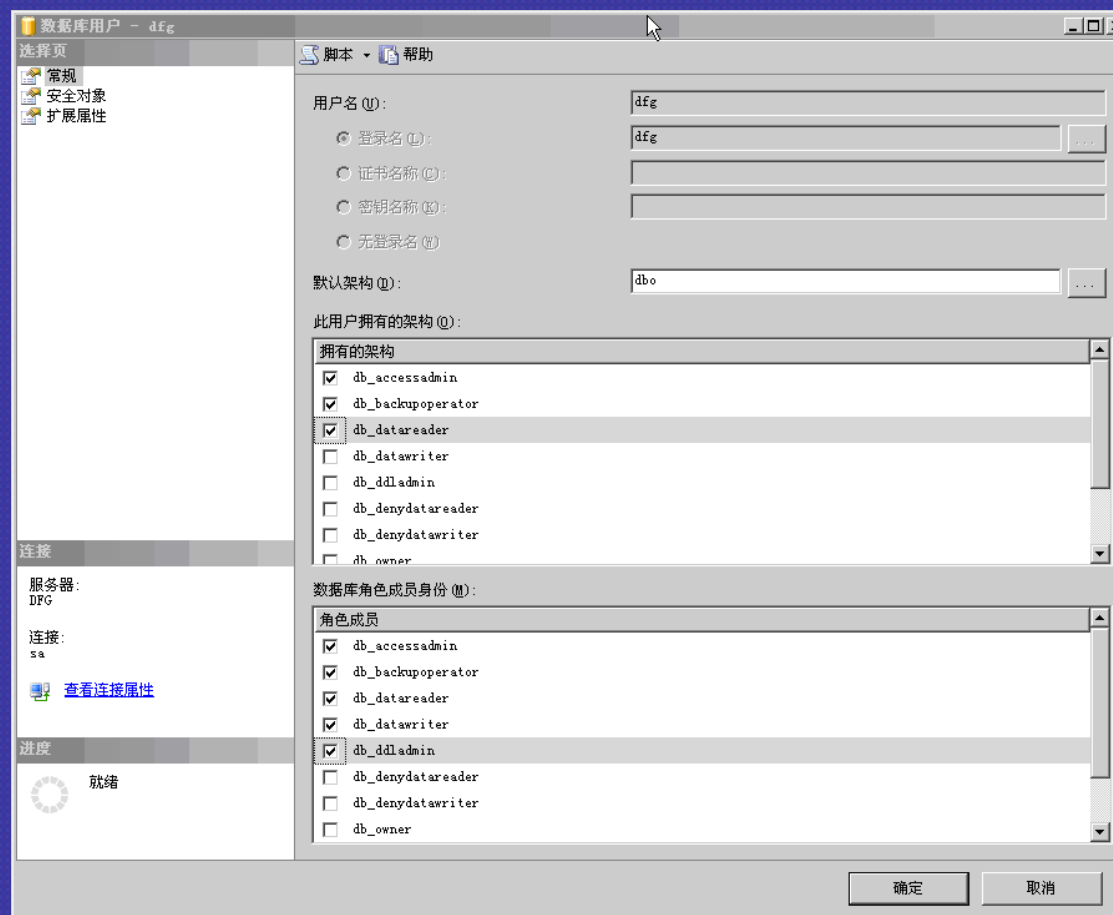 数据库用户 - dfg
选择页
常规
安全对象
扩展属性
脚本 帮助
用户名(U): dfg
登录名(L): dfg ...
证书名称(C):
密钥名称(K):
无登录名(W)
默认架构(D): dbo ...
此用户拥有的架构(O):
拥有的架构
db_accessadmin
db_backupoperator
db_datareader
db_datawriter
db_ddladmin
db_denydatareader
db_denydatawriter
db_owner
数据库角色成员身份(M):
角色成员
db_accessadmin
db_backupoperator
db_datareader
db_datawriter
db_ddladmin
db_denydatareader
db_denydatawriter
db_owner
连接
服务器:
DFG
连接:
sa
查看连接属性
进度
就绪
确定 取消